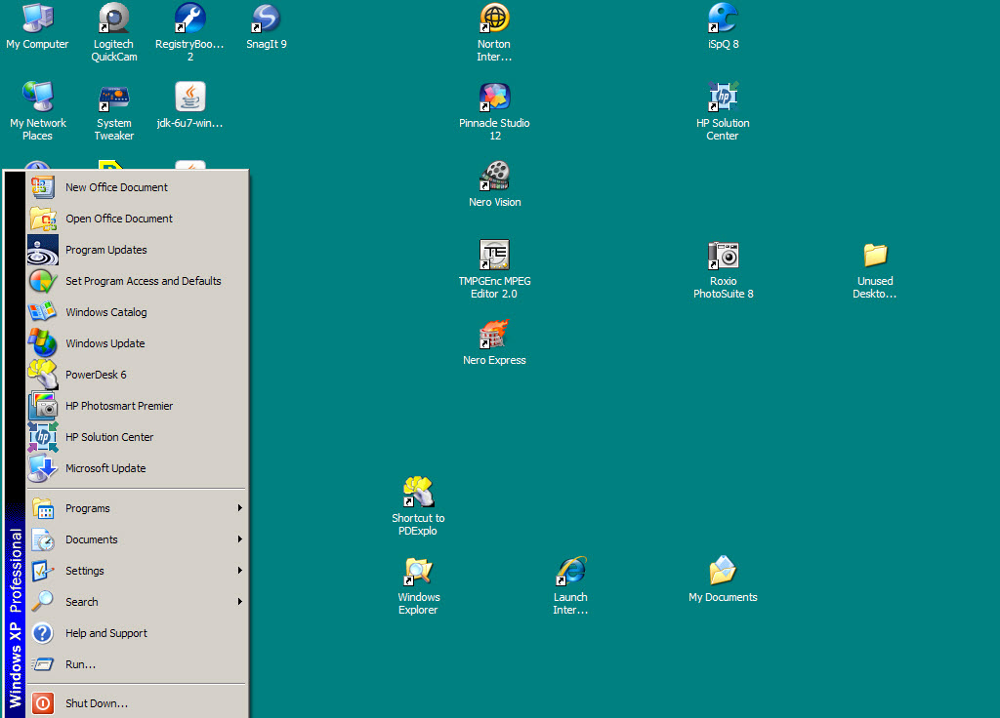 My Computer
Logitech
QuickCam
RegistryBoo...
2
SnagIt 9
Norton
Inter...
iSpQ 8
My Network
Places
System
Tweaker
jdk-6u7-win...
Pinnacle Studio
12
HP Solution
Center
hp
Nero Vision
TE
TMPGEnc MPEG
Editor 2.0
Roxio
PhotoSuite 8
Unused
Deskto...
Nero Express
Shortcut to
PDExplo
Windows
Explorer
Launch
Inter...
My Documents
New Office Document
Open Office Document
Program Updates
Set Program Access and Defaults
Windows Catalog
Windows Update
PowerDesk 6
HP Photosmart Premier
hp
HP Solution Center
Microsoft Update
Programs
Documents
Settings
Search
Help and Support
Run...
Shut Down...
Windows XP Professional